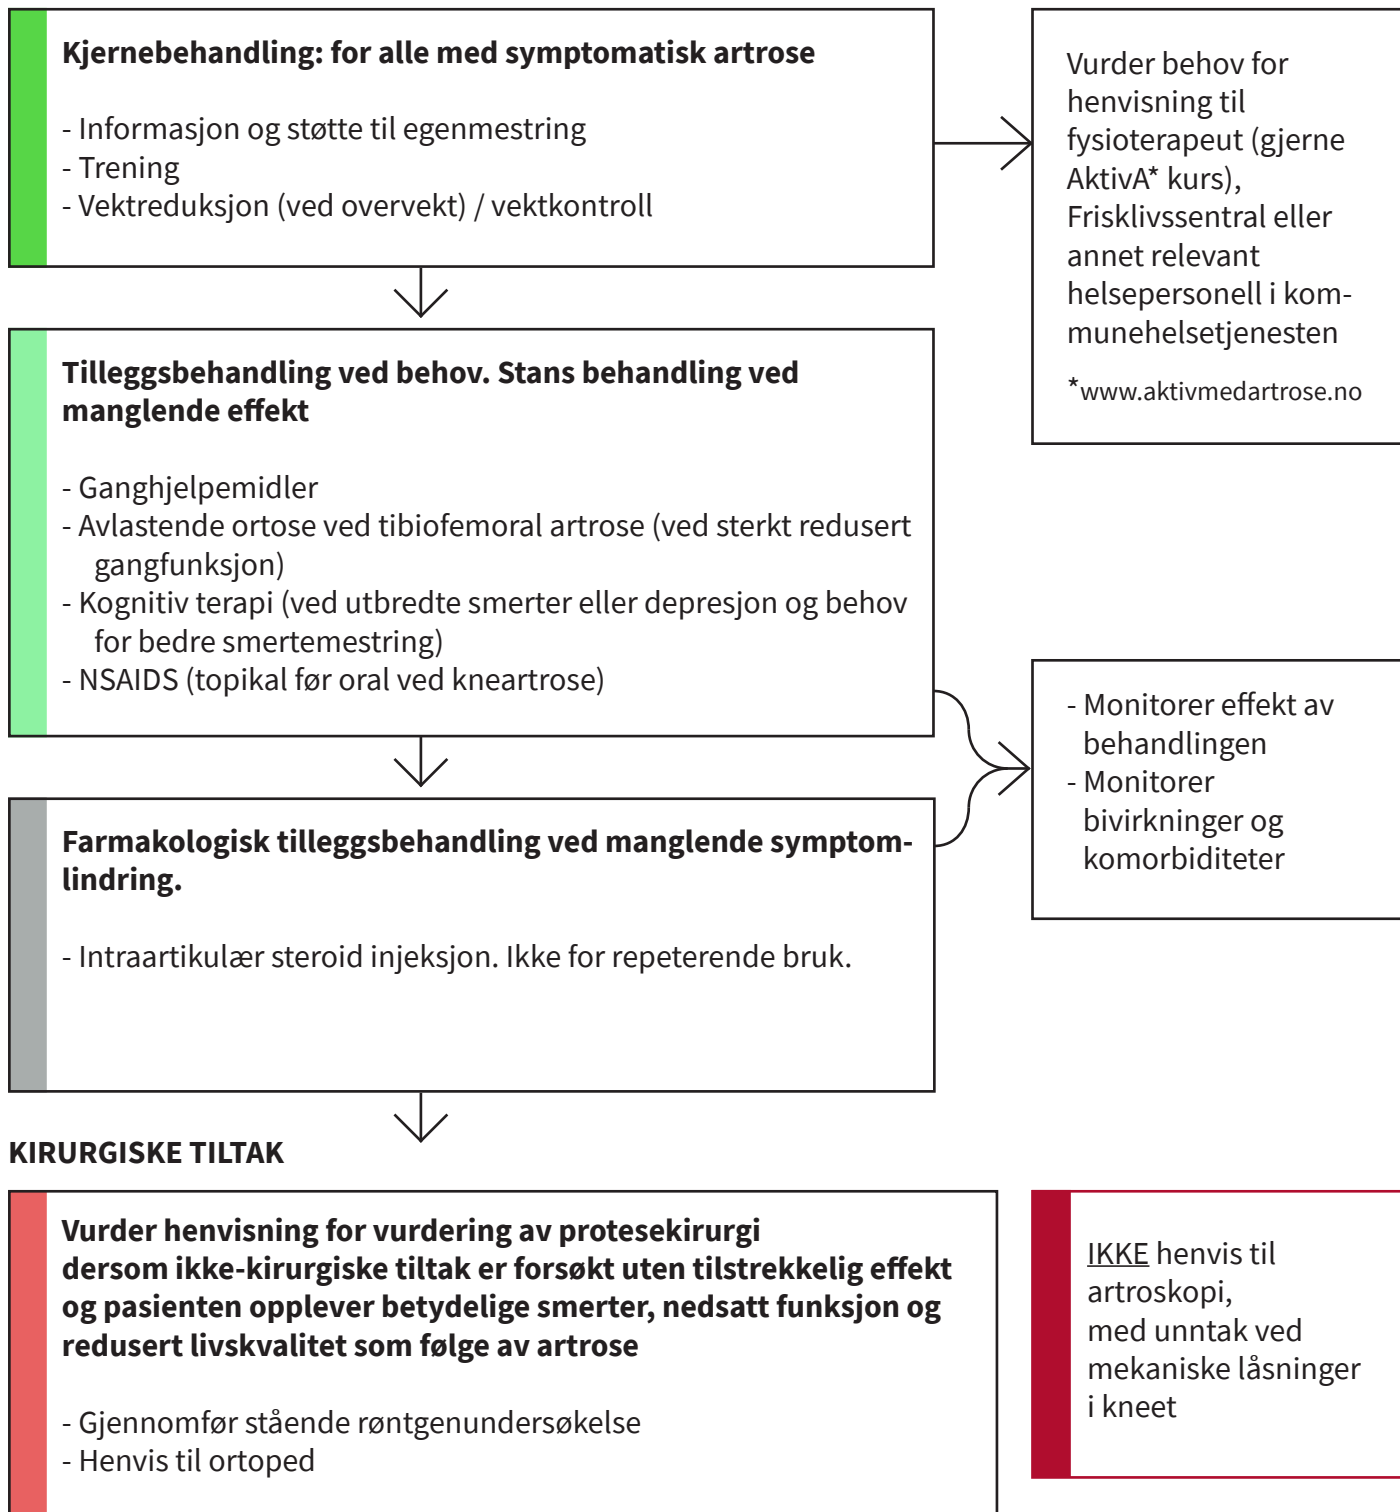 Kjernebehandling: for alle med symptomatisk artrose
- Informasjon og støtte til egenmestring
- Trening
- Vektreduksjon (ved overvekt) / vektkontroll
Vurder behov for
henvisning til
fysioterapeut (gjerne
AktivA* kurs),
Frisklivssentral eller
annet relevant
helsepersonell i kom-
munehelsetjenesten
*www.aktivmedartrose.no
Tilleggsbehandling ved behov. Stans behandling ved
manglende effekt
- Ganghjelpemidler
- Avlastende ortose ved tibiofemoral artrose (ved sterkt redusert
gangfunksjon)
- Kognitiv terapi (ved utbredte smerter eller depresjon og behov
for bedre smertemestring)
- NSAIDS (topikal før oral ved kneartrose)
- Monitorer effekt av
behandlingen
- Monitorer
bivirkninger og
komorbiditeter
Farmakologisk tilleggsbehandling ved manglende symptom-
lindring.
- Intraartikulær steroid injeksjon. Ikke for repeterende bruk.
KIRURGISKE TILTAK
Vurder henvisning for vurdering av protesekirurgi
dersom ikke-kirurgiske tiltak er forsøkt uten tilstrekkelig effekt
og pasienten opplever betydelige smerter, nedsatt funksjon og
redusert livskvalitet som følge av artrose
- Gjennomfør stående røntgenundersøkelse
- Henvis til ortoped
IKKE henvis til
artroskopi,
med unntak ved
mekaniske låsninger
i kneet